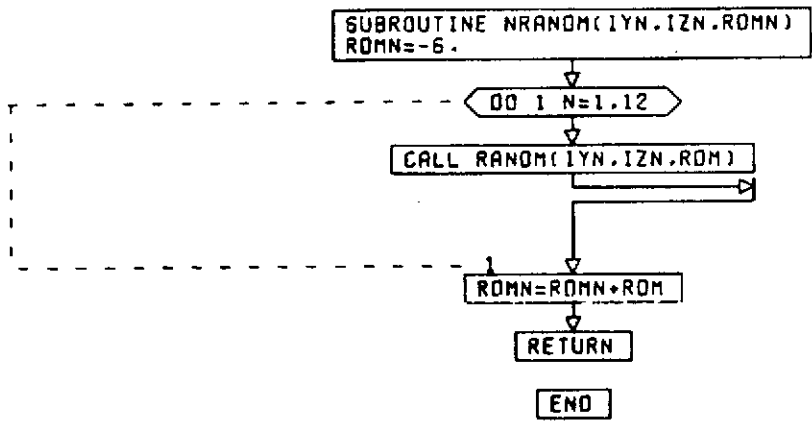 SUBROUTINE NRANOM(IYN,IZN,ROMN)
ROMN=-6.
DO 1 N=1,12
CALL RANOM(IYN,IZN,ROM)
1
ROMN=ROMN+ROM
RETURN
END